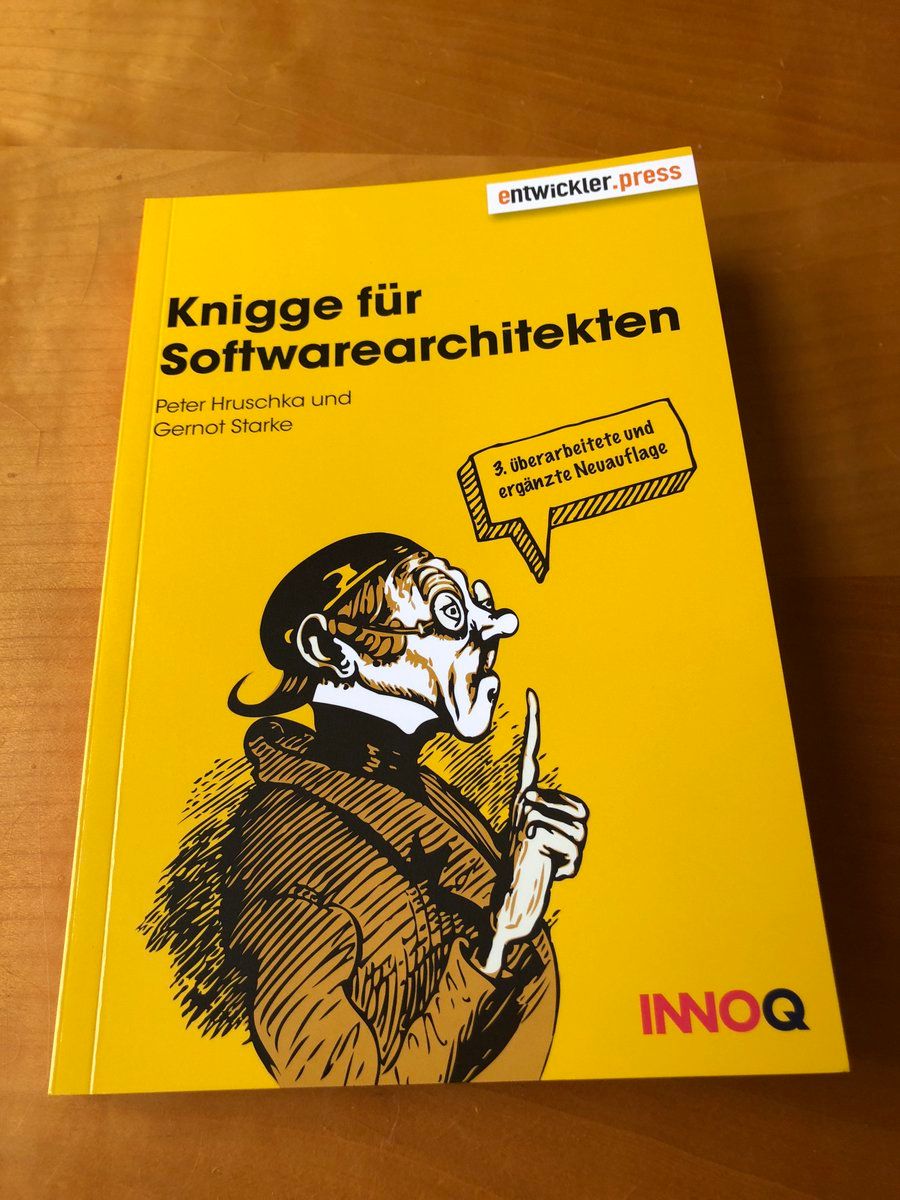 entwickler.press
Knigge für
Softwarearchitekten
Peter Hruschka und
Gernot Starke
3. überarbeitete und
ergänzte Neuauflage
INNOQ